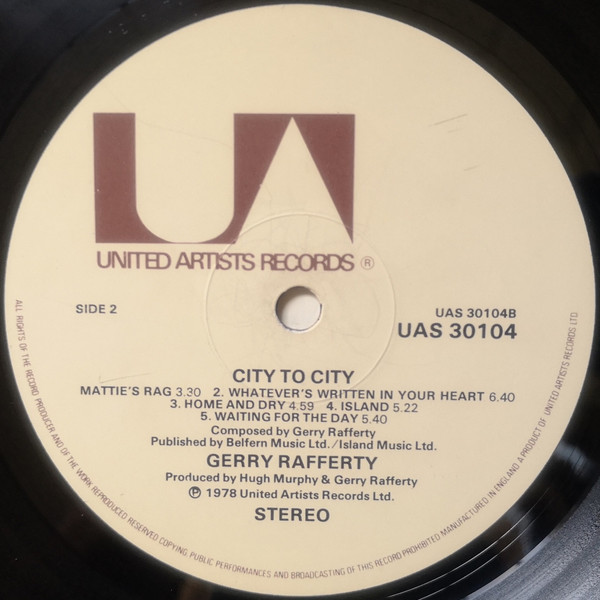 UA
UNITED ARTISTS RECORDS ®
SIDE 2
UAS 30104B
UAS 30104
CITY TO CITY
MATTIE'S RAG 3.30 2. WHATEVER'S WRITTEN IN YOUR HEART 6.40
3. HOME AND DRY 4.59 4. ISLAND 5.22
5. WAITING FOR THE DAY 5.40
Composed by Gerry Rafferty
Published by Belfern Music Ltd./Island Music Ltd.
GERRY RAFFERTY
Produced by Hugh Murphy & Gerry Rafferty
℗ 1978 United Artists Records Ltd.
STEREO
ALL RIGHTS OF THE RECORD PRODUCER AND OF THE WORK REPRODUCED RESERVED COPYING, PUBLIC PERFORMANCES AND BROADCASTING OF THIS RECORD PROHIBITED MANUFACTURED IN ENGLAND A PRODUCT OF UNITED ARTISTS RECORDS LTD